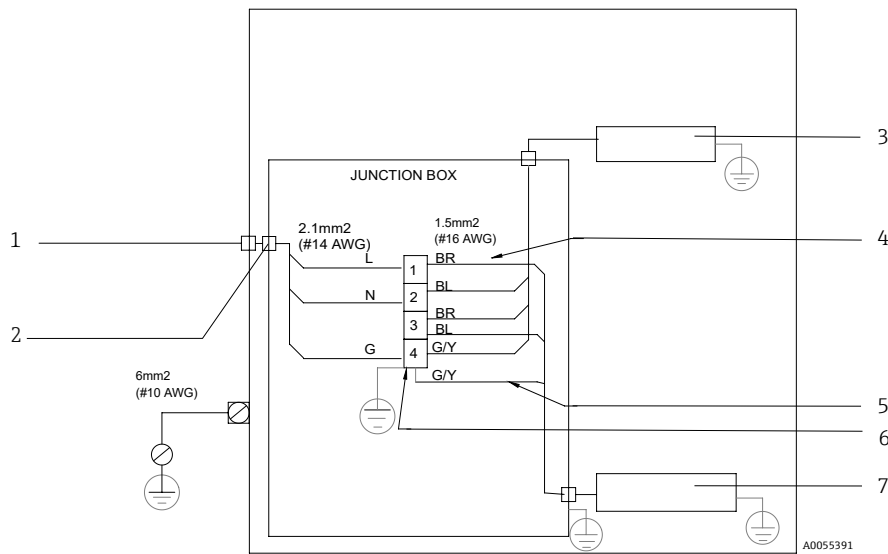 3
JUNCTION BOX
1
2.1mm2
(#14 AWG)
1.5mm2
(#16 AWG)
4
L
1
BR
N
2
BL
2
3
BR
BL
G
4
G/Y
G/Y
6mm2
(#10 AWG)
5
6
7
A0055391